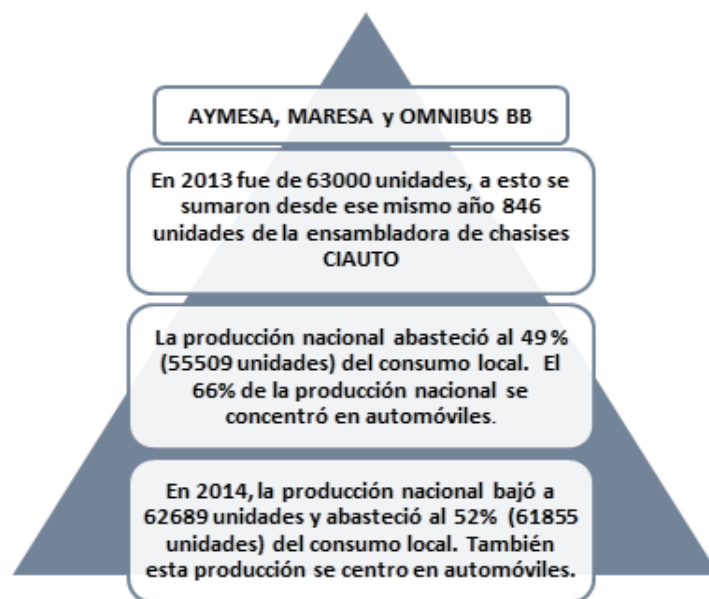 AYMESA, MARESA y OMNIBUS BB
En 2013 fue de 63000 unidades, a esto se
sumaron desde ese mismo año 846
unidades de la ensambladora de chasises
CIAUTO
La producción nacional abasteció al 49 %
(55509 unidades) del consumo local. El
66% de la producción nacional se
concentró en automóviles.
En 2014, la producción nacional bajó a
62689 unidades y abasteció al 52% (61855
unidades) del consumo local. También
esta producción se centro en automóviles.